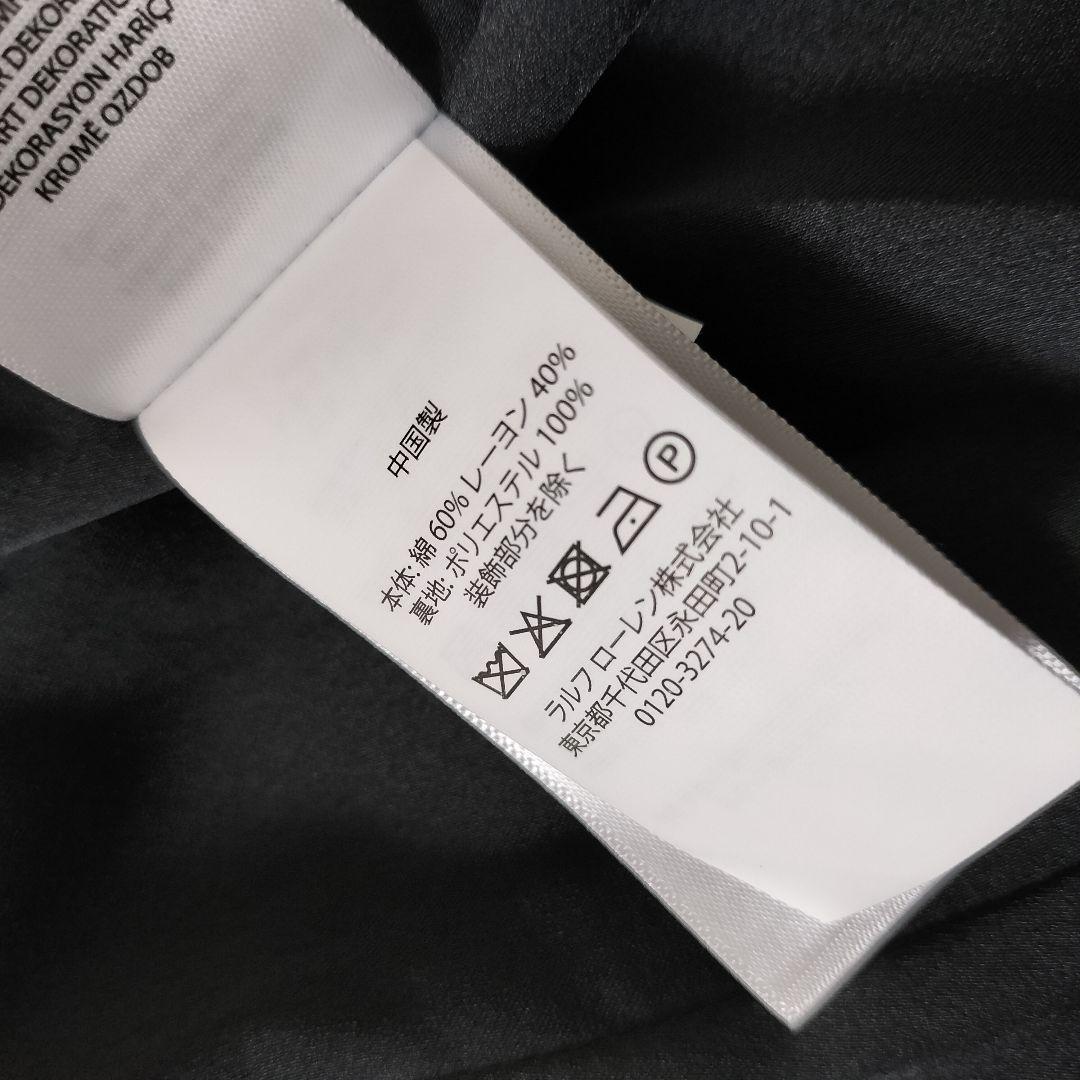 DEKORATIO
DEKORASYON HARİÇ
KROME OZDOB
中国製
本体: 綿 60% レーヨン 40%
裏地: ポリエステル 100%
装飾部分を除く
P
ラルフ ローレン株式会社
東京都千代田区永田町2-10-1
0120-3274-20